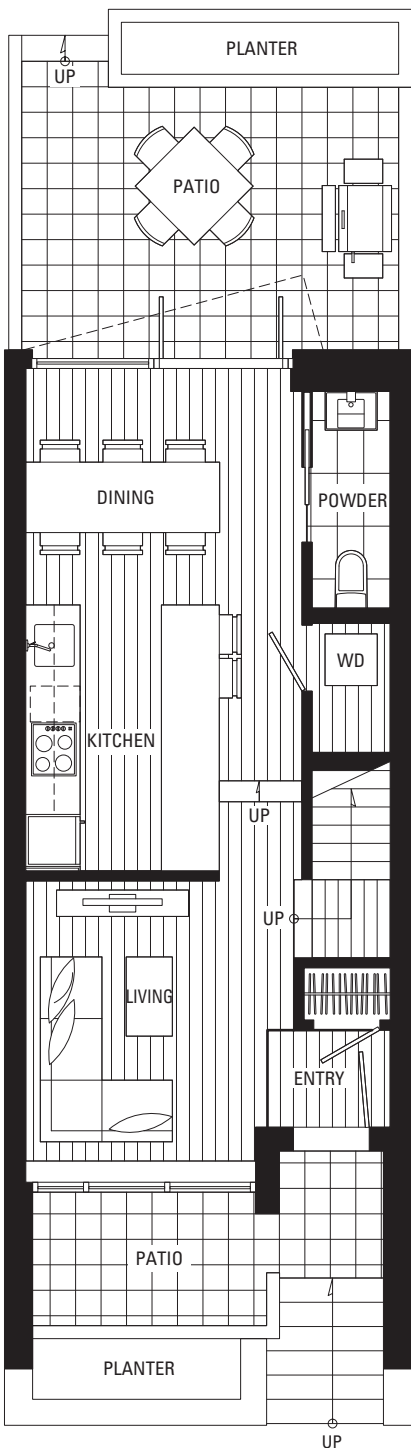 PLANTER
UP
PATIO
DINING
POWDER
WD
KITCHEN
UP
UP
LIVING
ENTRY
PATIO
PLANTER
UP